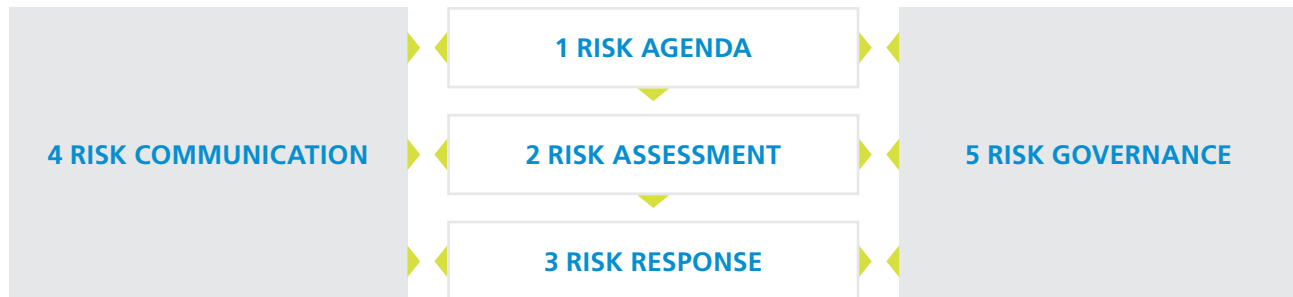 1 RISK AGENDA
4 RISK COMMUNICATION
2 RISK ASSESSMENT
5 RISK GOVERNANCE
3 RISK RESPONSE